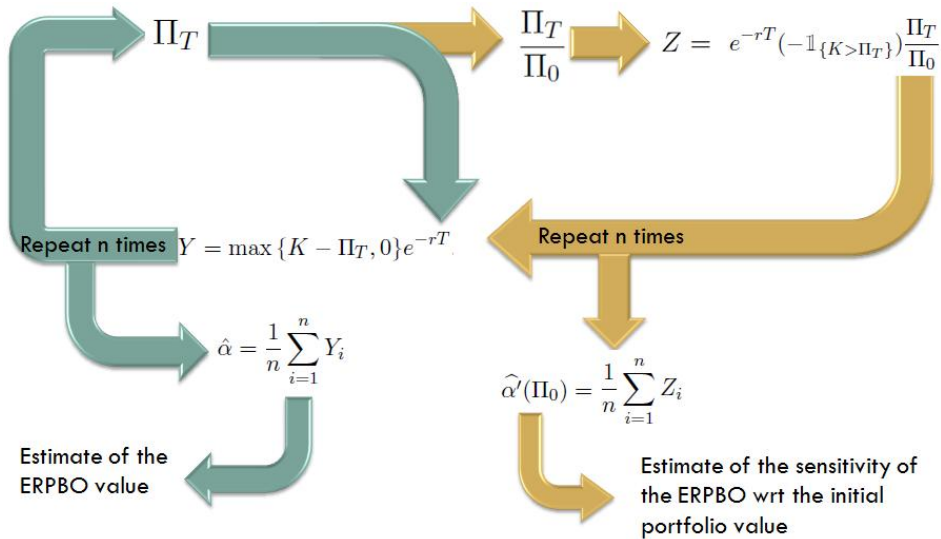 Π_T
Π_T / Π_0
Z = e^{-rT}(-𝟙_{\{K>Π_T\}}) Π_T / Π_0
Repeat n times
Y = max {K − Π_T, 0}e^{-rT}.
Repeat n times
α̂ = 1/n ∑_{i=1}^{n} Y_i
α̂′(Π_0) = 1/n ∑_{i=1}^{n} Z_i
Estimate of the
ERPBO value
Estimate of the sensitivity of
the ERPBO wrt the initial
portfolio value